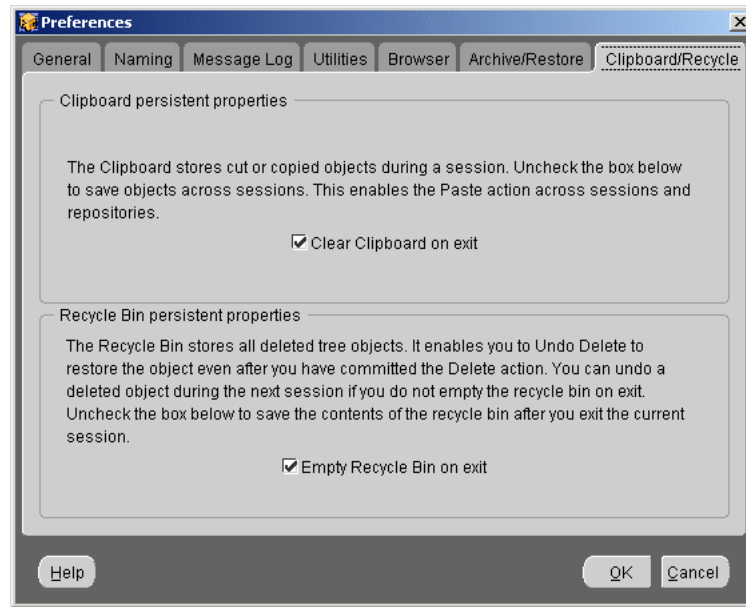 Preferences
General Naming Message Log Utilities Browser Archive/Restore Clipboard/Recycle
Clipboard persistent properties
The Clipboard stores cut or copied objects during a session. Uncheck the box below
to save objects across sessions. This enables the Paste action across sessions and
repositories.
Clear Clipboard on exit
Recycle Bin persistent properties
The Recycle Bin stores all deleted tree objects. It enables you to Undo Delete to
restore the object even after you have committed the Delete action. You can undo a
deleted object during the next session if you do not empty the recycle bin on exit.
Uncheck the box below to save the contents of the recycle bin after you exit the current
session.
Empty Recycle Bin on exit
Help OK Cancel